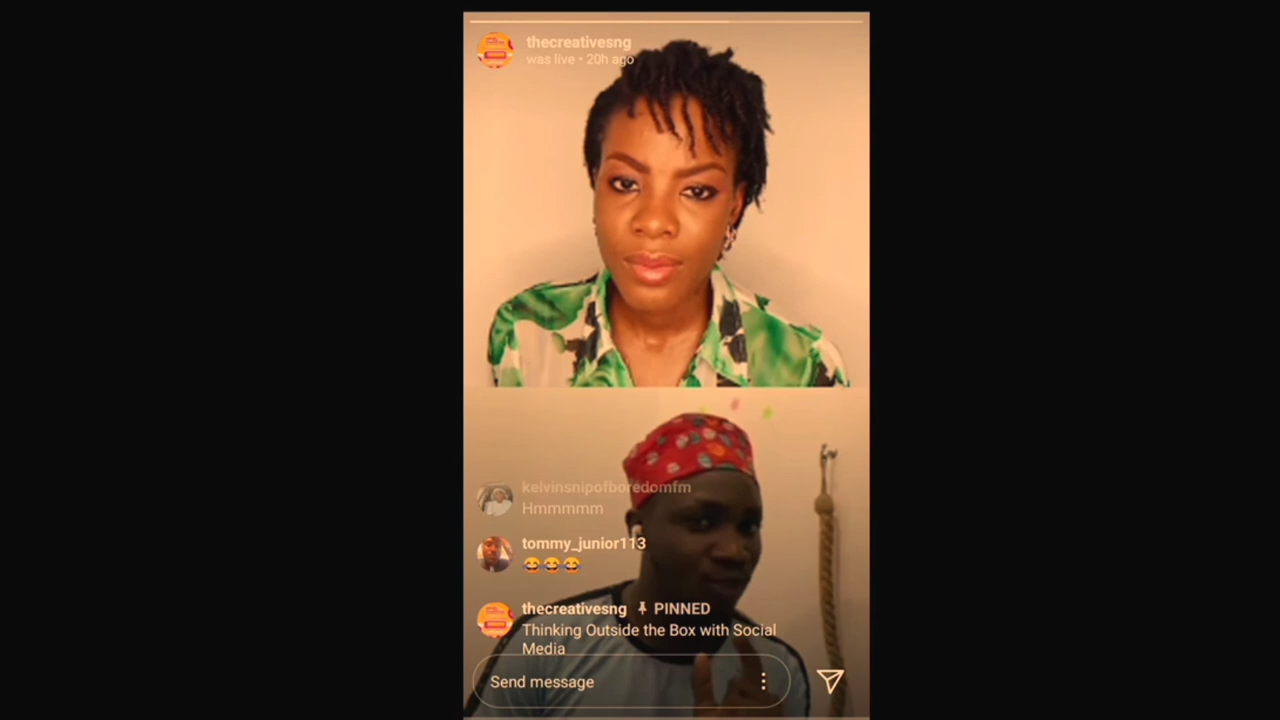 thecreativesng
was live • 20h ago
kelvinsnipofboredomfm
Hmmmmm
tommy_junior113
😂😂😂
thecreativesng PINNED
Thinking Outside the Box with Social
Media
Send message